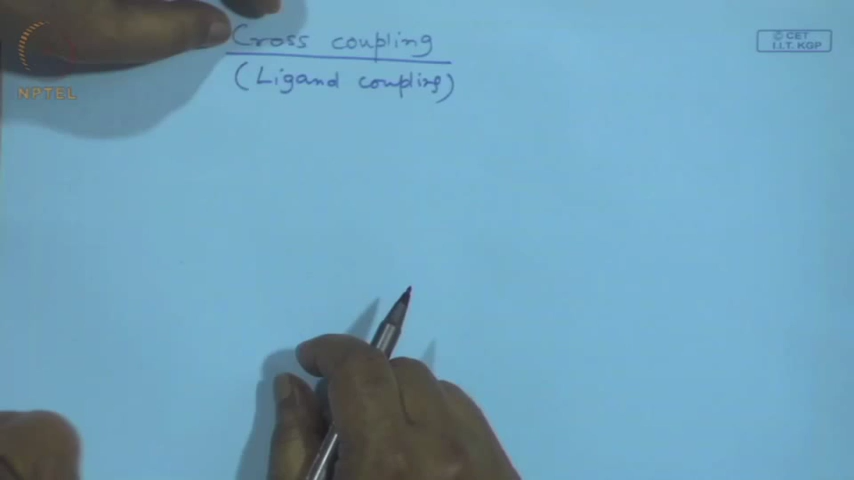 Cross coupling
(Ligand coupling)
NPTEL
© CET
I.I.T. KGP